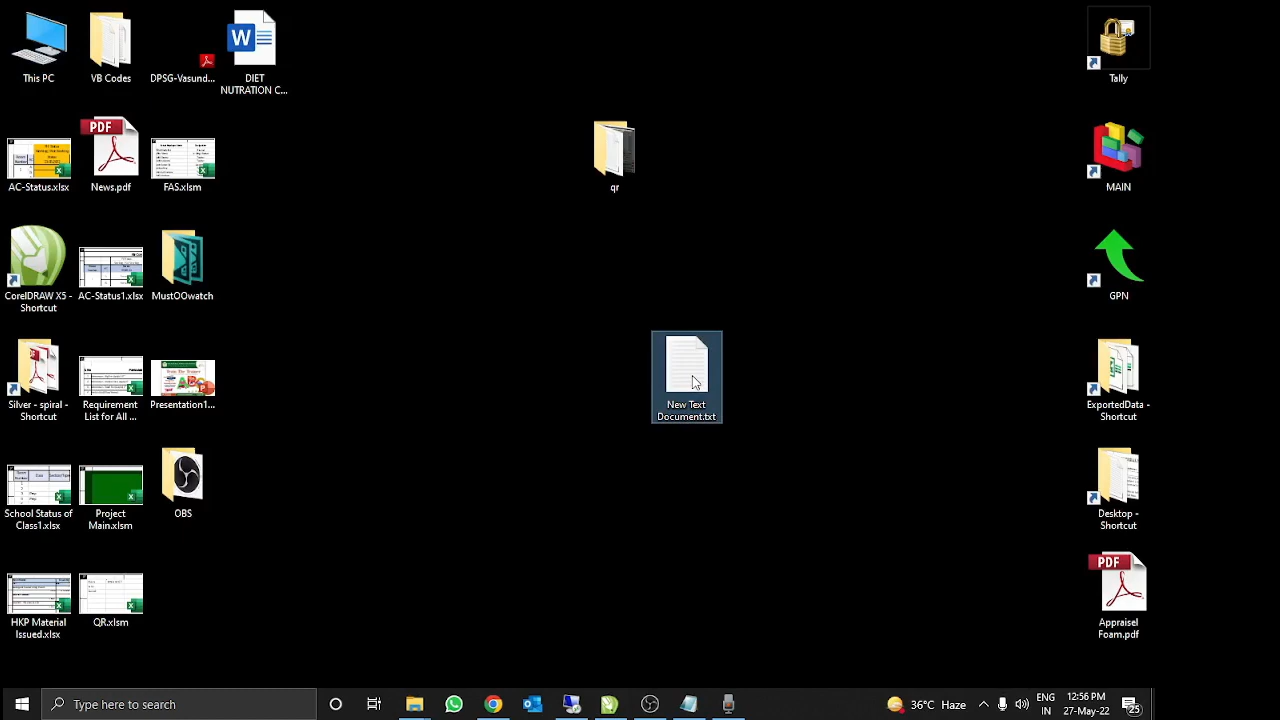 This PC
VB Codes
DPSG-Vasund...
DIET
NUTRATION C...
Tally
PDF
AC-Status.xlsx
News.pdf
FAS.xlsm
qr
MAIN
CorelDRAW X5 -
Shortcut
AC-Status1.xlsx
MustOOwatch
GPN
Silver - spiral -
Shortcut
Requirement
List for All ...
Presentation1...
New Text
Document.txt
ExportedData -
Shortcut
School Status of
Class1.xlsx
Project
Main.xlsm
OBS
Desktop -
Shortcut
HKP Material
Issued.xlsx
QR.xlsm
PDF
Appraisel
Foam.pdf
Type here to search
36°C Haze
ENG
IN
12:56 PM
27-May-22
25